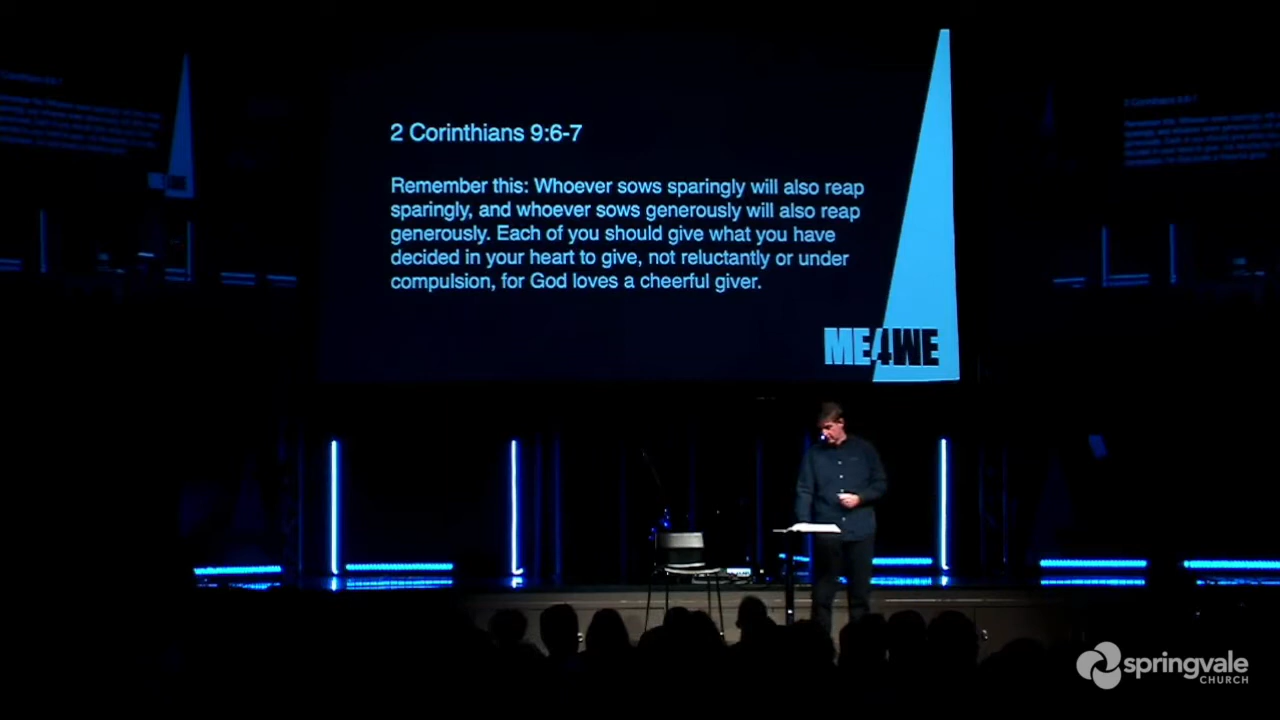 2 Corinthians 9:6-7
Remember this: Whoever sows sparingly will also reap
sparingly, and whoever sows generously will also reap
generously. Each of you should give what you have
decided in your heart to give, not reluctantly or under
compulsion, for God loves a cheerful giver.
ME4WE
springvale
CHURCH